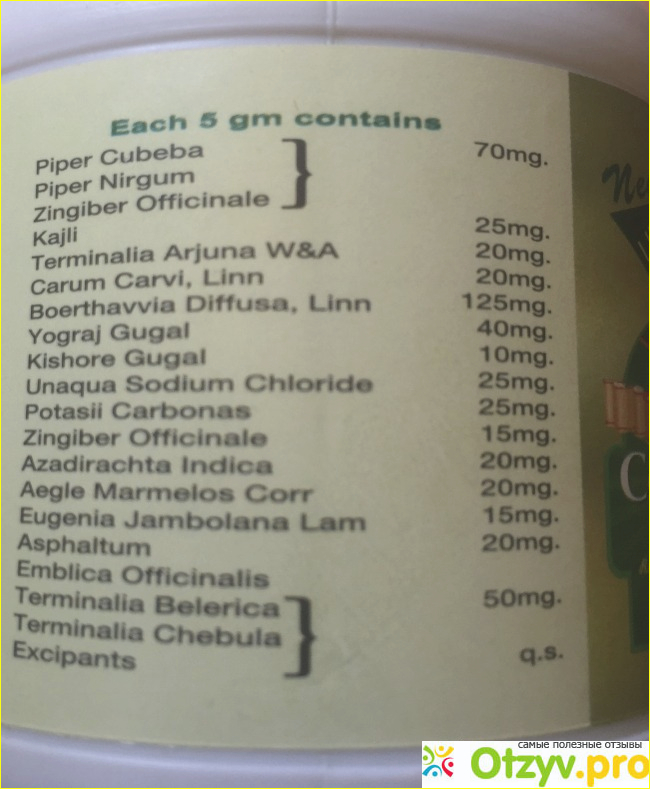 Each 5 gm contains
Piper Cubeba
Piper Nirgum } 70mg.
Zingiber Officinale
Kajli 25mg.
Terminalia Arjuna W&A 20mg.
Carum Carvi, Linn 20mg.
Boerthavvia Diffusa, Linn 125mg.
Yograj Gugal 40mg.
Kishore Gugal 10mg.
Unaqua Sodium Chloride 25mg.
Potasii Carbonas 25mg.
Zingiber Officinale 15mg.
Azadirachta Indica 20mg.
Aegle Marmelos Corr 20mg.
Eugenia Jambolana Lam 15mg.
Asphaltum 20mg.
Emblica Officinalis
Terminalia Belerica } 50mg.
Terminalia Chebula
Excipants q.s.
самые полезные отзывы
Otzyv.pro